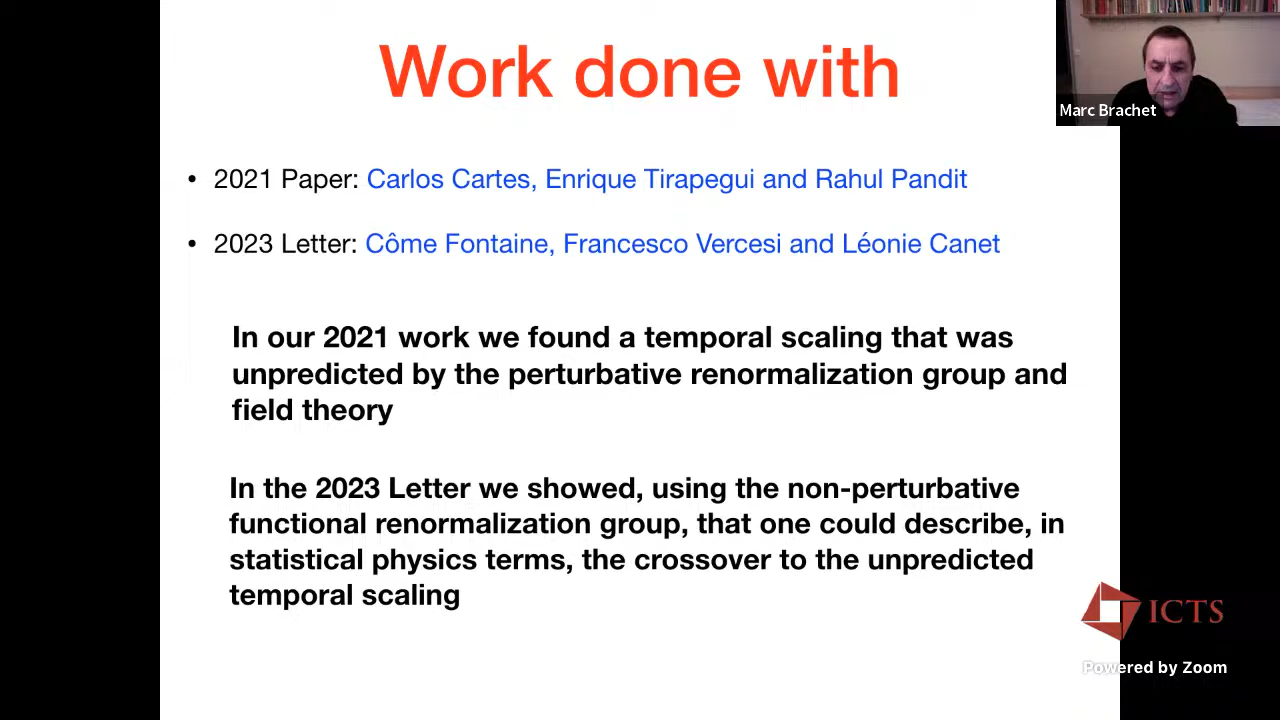 Work done with
Marc Brachet
• 2021 Paper: Carlos Cartes, Enrique Tirapegui and Rahul Pandit
• 2023 Letter: Côme Fontaine, Francesco Vercesi and Léonie Canet
In our 2021 work we found a temporal scaling that was
unpredicted by the perturbative renormalization group and
field theory
In the 2023 Letter we showed, using the non-perturbative
functional renormalization group, that one could describe, in
statistical physics terms, the crossover to the unpredicted
temporal scaling
ICTS
Powered by Zoom